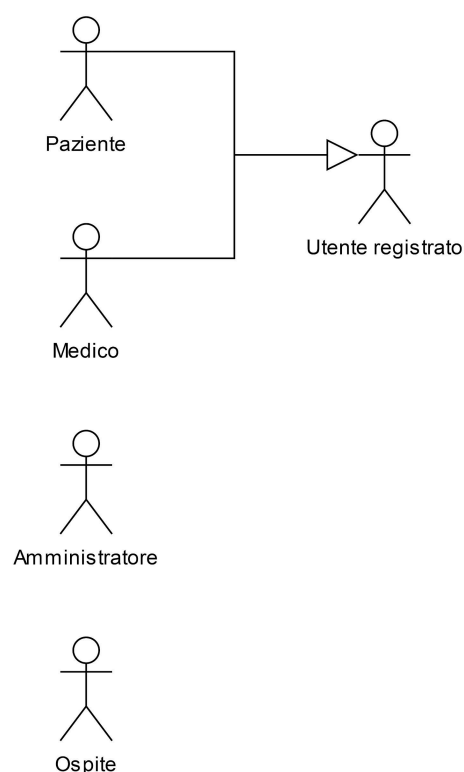 Paziente
Utente registrato
Medico
Amministratore
Ospite